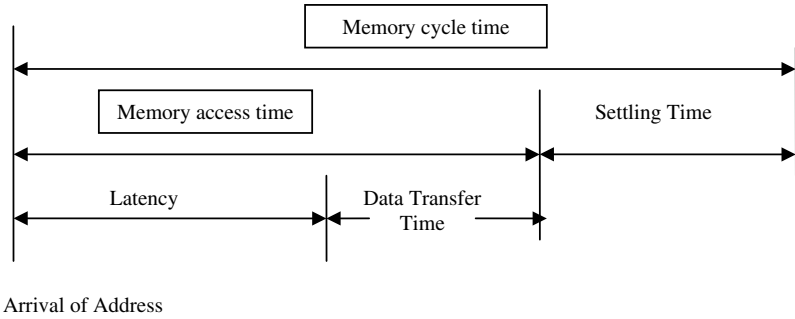 Memory cycle time
Memory access time
Settling Time
Latency
Data Transfer
Time
Arrival of Address